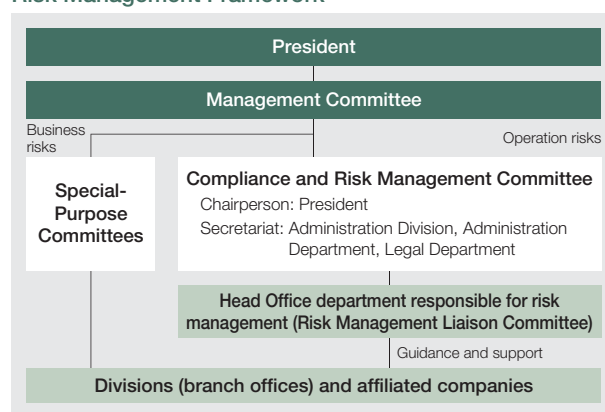 Risk Management Framework
President
Management Committee
Business
risks
Operation risks
Special-
Purpose
Committees
Compliance and Risk Management Committee
Chairperson: President
Secretariat: Administration Division, Administration
Department, Legal Department
Head Office department responsible for risk
management (Risk Management Liaison Committee)
Guidance and support
Divisions (branch offices) and affiliated companies